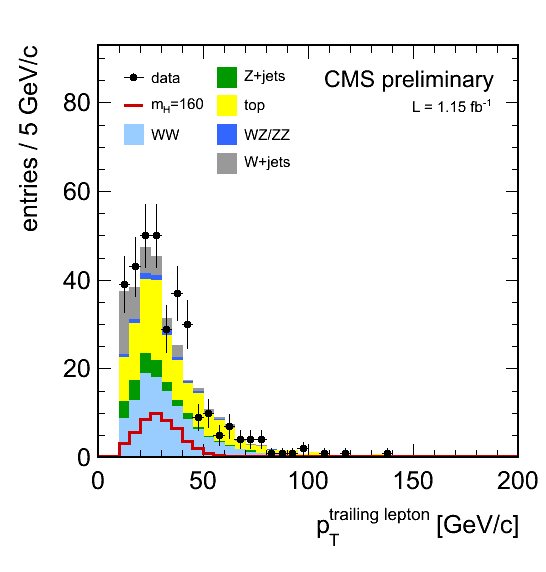 CMS preliminary
L = 1.15 fb⁻¹
data
m_H=160
WW
Z+jets
top
WZ/ZZ
W+jets
entries / 5 GeV/c
80
60
40
20
0
0 50 100 150 200
p_T^trailing lepton [GeV/c]